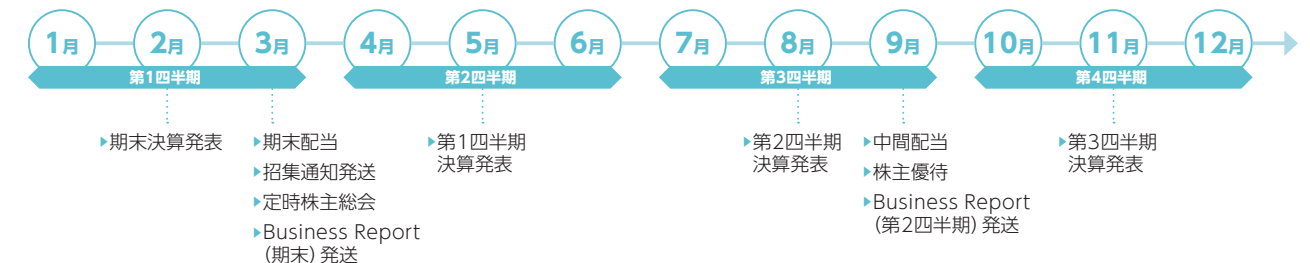 1月 2月 3月 4月 5月 6月 7月 8月 9月 10月 11月 12月
第1四半期 第2四半期 第3四半期 第4四半期
▶期末決算発表
▶期末配当
▶招集通知発送
▶定時株主総会
▶Business Report
(期末)発送
▶第1四半期
決算発表
▶第2四半期
決算発表
▶中間配当
▶株主優待
▶Business Report
(第2四半期)発送
▶第3四半期
決算発表